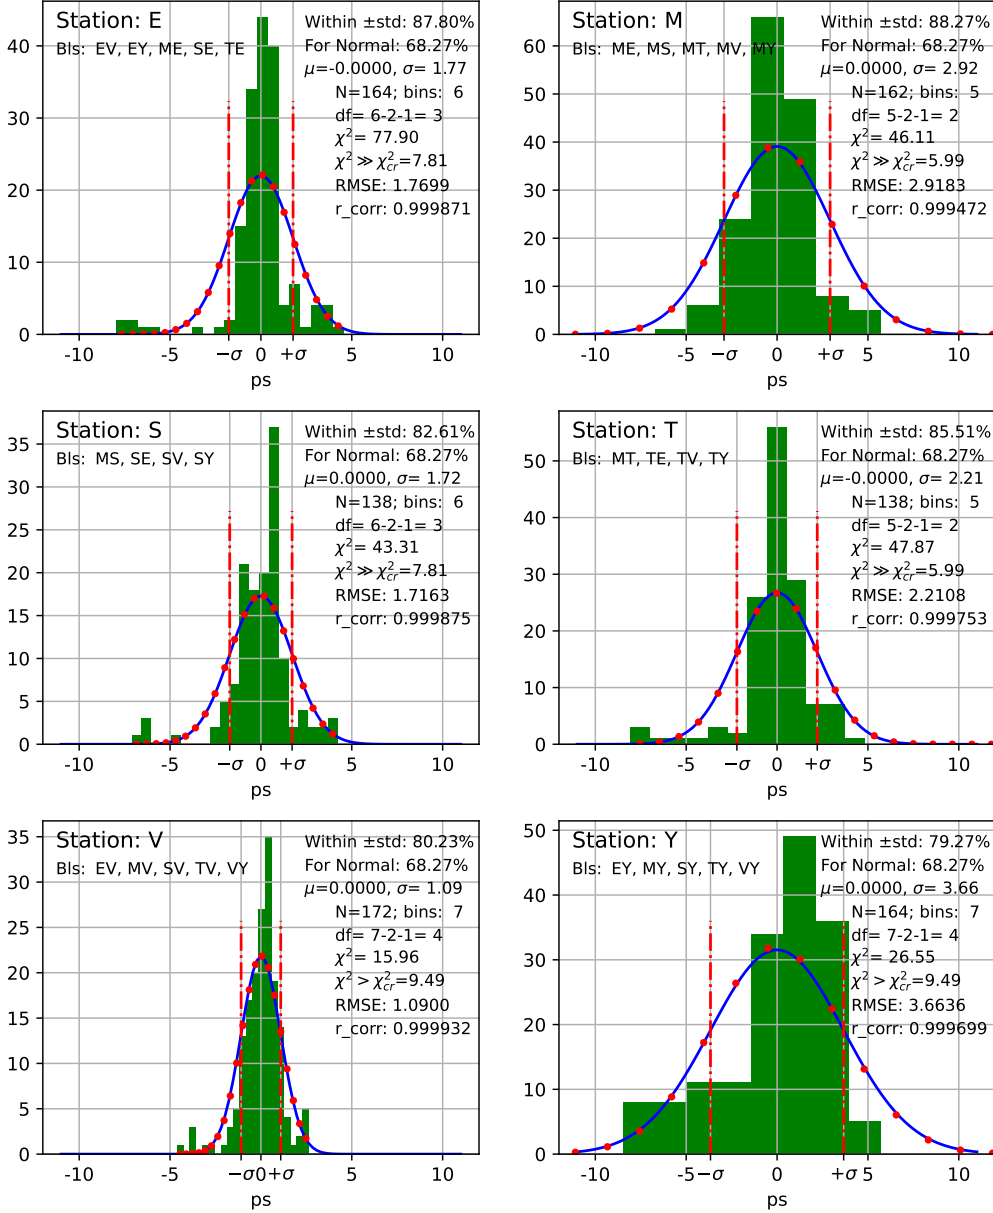 Station: E
Bls: EV, EY, ME, SE, TE
Within ±std: 87.80%
For Normal: 68.27%
μ=-0.0000, σ= 1.77
N=164; bins: 6
df= 6-2-1= 3
χ²= 77.90
χ² ≫ χ²cr=7.81
RMSE: 1.7699
r_corr: 0.999871
40
30
20
10
0
-10 -5 −σ 0 +σ 5
ps
Station: M
Bls: ME, MS, MT, MV, MY
Within ±std: 88.27%
For Normal: 68.27%
μ=0.0000, σ= 2.92
N=162; bins: 5
df= 5-2-1= 2
χ²= 46.11
χ² ≫ χ²cr=5.99
RMSE: 2.9183
r_corr: 0.999472
60
50
40
30
20
10
0
-10 -5 −σ 0 +σ 5 10
ps
Station: S
Bls: MS, SE, SV, SY
Within ±std: 82.61%
For Normal: 68.27%
μ=0.0000, σ= 1.72
N=138; bins: 6
df= 6-2-1= 3
χ²= 43.31
χ² ≫ χ²cr=7.81
RMSE: 1.7163
r_corr: 0.999875
35
30
25
20
15
10
5
0
-10 -5 −σ 0 +σ 5
ps
Station: T
Bls: MT, TE, TV, TY
Within ±std: 85.51%
For Normal: 68.27%
μ=-0.0000, σ= 2.21
N=138; bins: 5
df= 5-2-1= 2
χ²= 47.87
χ² ≫ χ²cr=5.99
RMSE: 2.2108
r_corr: 0.999753
50
40
30
20
10
0
-10 -5 −σ 0 +σ 5 10
ps
Station: V
Bls: EV, MV, SV, TV, VY
Within ±std: 80.23%
For Normal: 68.27%
μ=0.0000, σ= 1.09
N=172; bins: 7
df= 7-2-1= 4
χ²= 15.96
χ² > χ²cr=9.49
RMSE: 1.0900
r_corr: 0.999932
35
30
25
20
15
10
5
0
-10 -5 −σ 0 +σ 5
ps
Station: Y
Bls: EY, MY, SY, TY, VY
Within ±std: 79.27%
For Normal: 68.27%
μ=0.0000, σ= 3.66
N=164; bins: 7
df= 7-2-1= 4
χ²= 26.55
χ² > χ²cr=9.49
RMSE: 3.6636
r_corr: 0.999699
50
40
30
20
10
0
-10 -5 −σ 0 +σ 5 10
ps